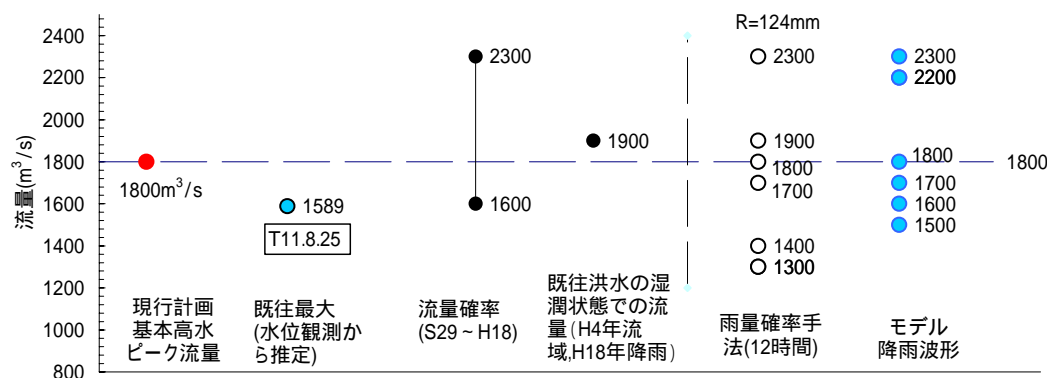 流量(m³/s)
2400
2200
2000
1800
1600
1400
1200
1000
800
1800m³/s
現行計画
基本高水
ピーク流量
1589
T11.8.25
既往最大
(水位観測か
ら推定)
2300
1600
流量確率
(S29～H18)
1900
既往洪水の湿
潤状態での流
量(H4年流
域,H18年降雨)
R=124mm
2300
1900
1800
1700
1400
1300
雨量確率手
法(12時間)
2300
2200
1800
1700
1600
1500
モデル
降雨波形
1800